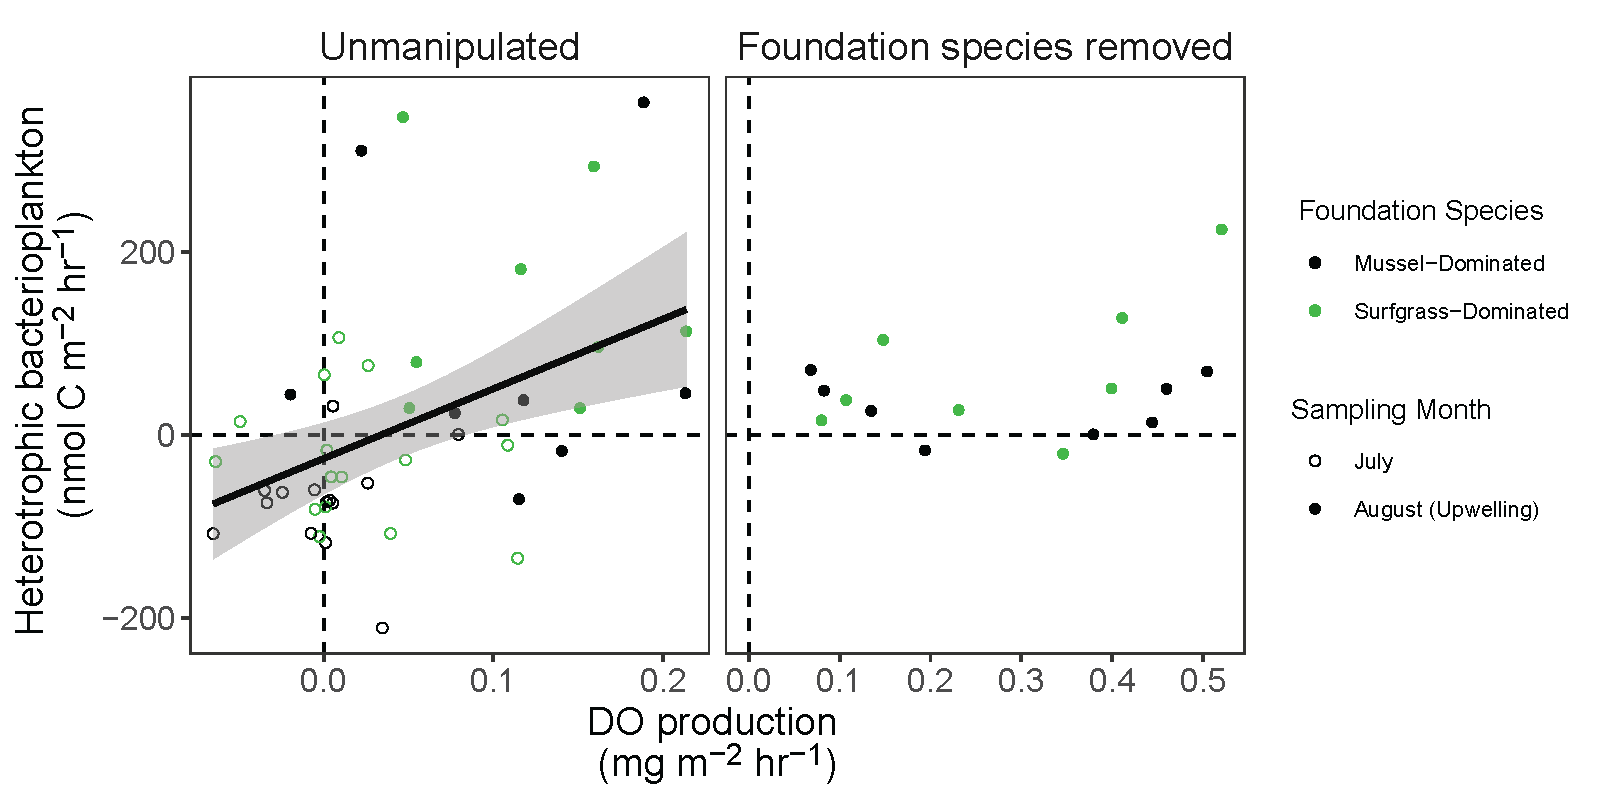 Unmanipulated
Foundation species removed
Heterotrophic bacterioplankton
(nmol C m−2 hr−1)
200
0
−200
0.0
0.1
0.2
0.0
0.1
0.2
0.3
0.4
0.5
DO production
(mg m−2 hr−1)
Foundation Species
Mussel−Dominated
Surfgrass−Dominated
Sampling Month
July
August (Upwelling)